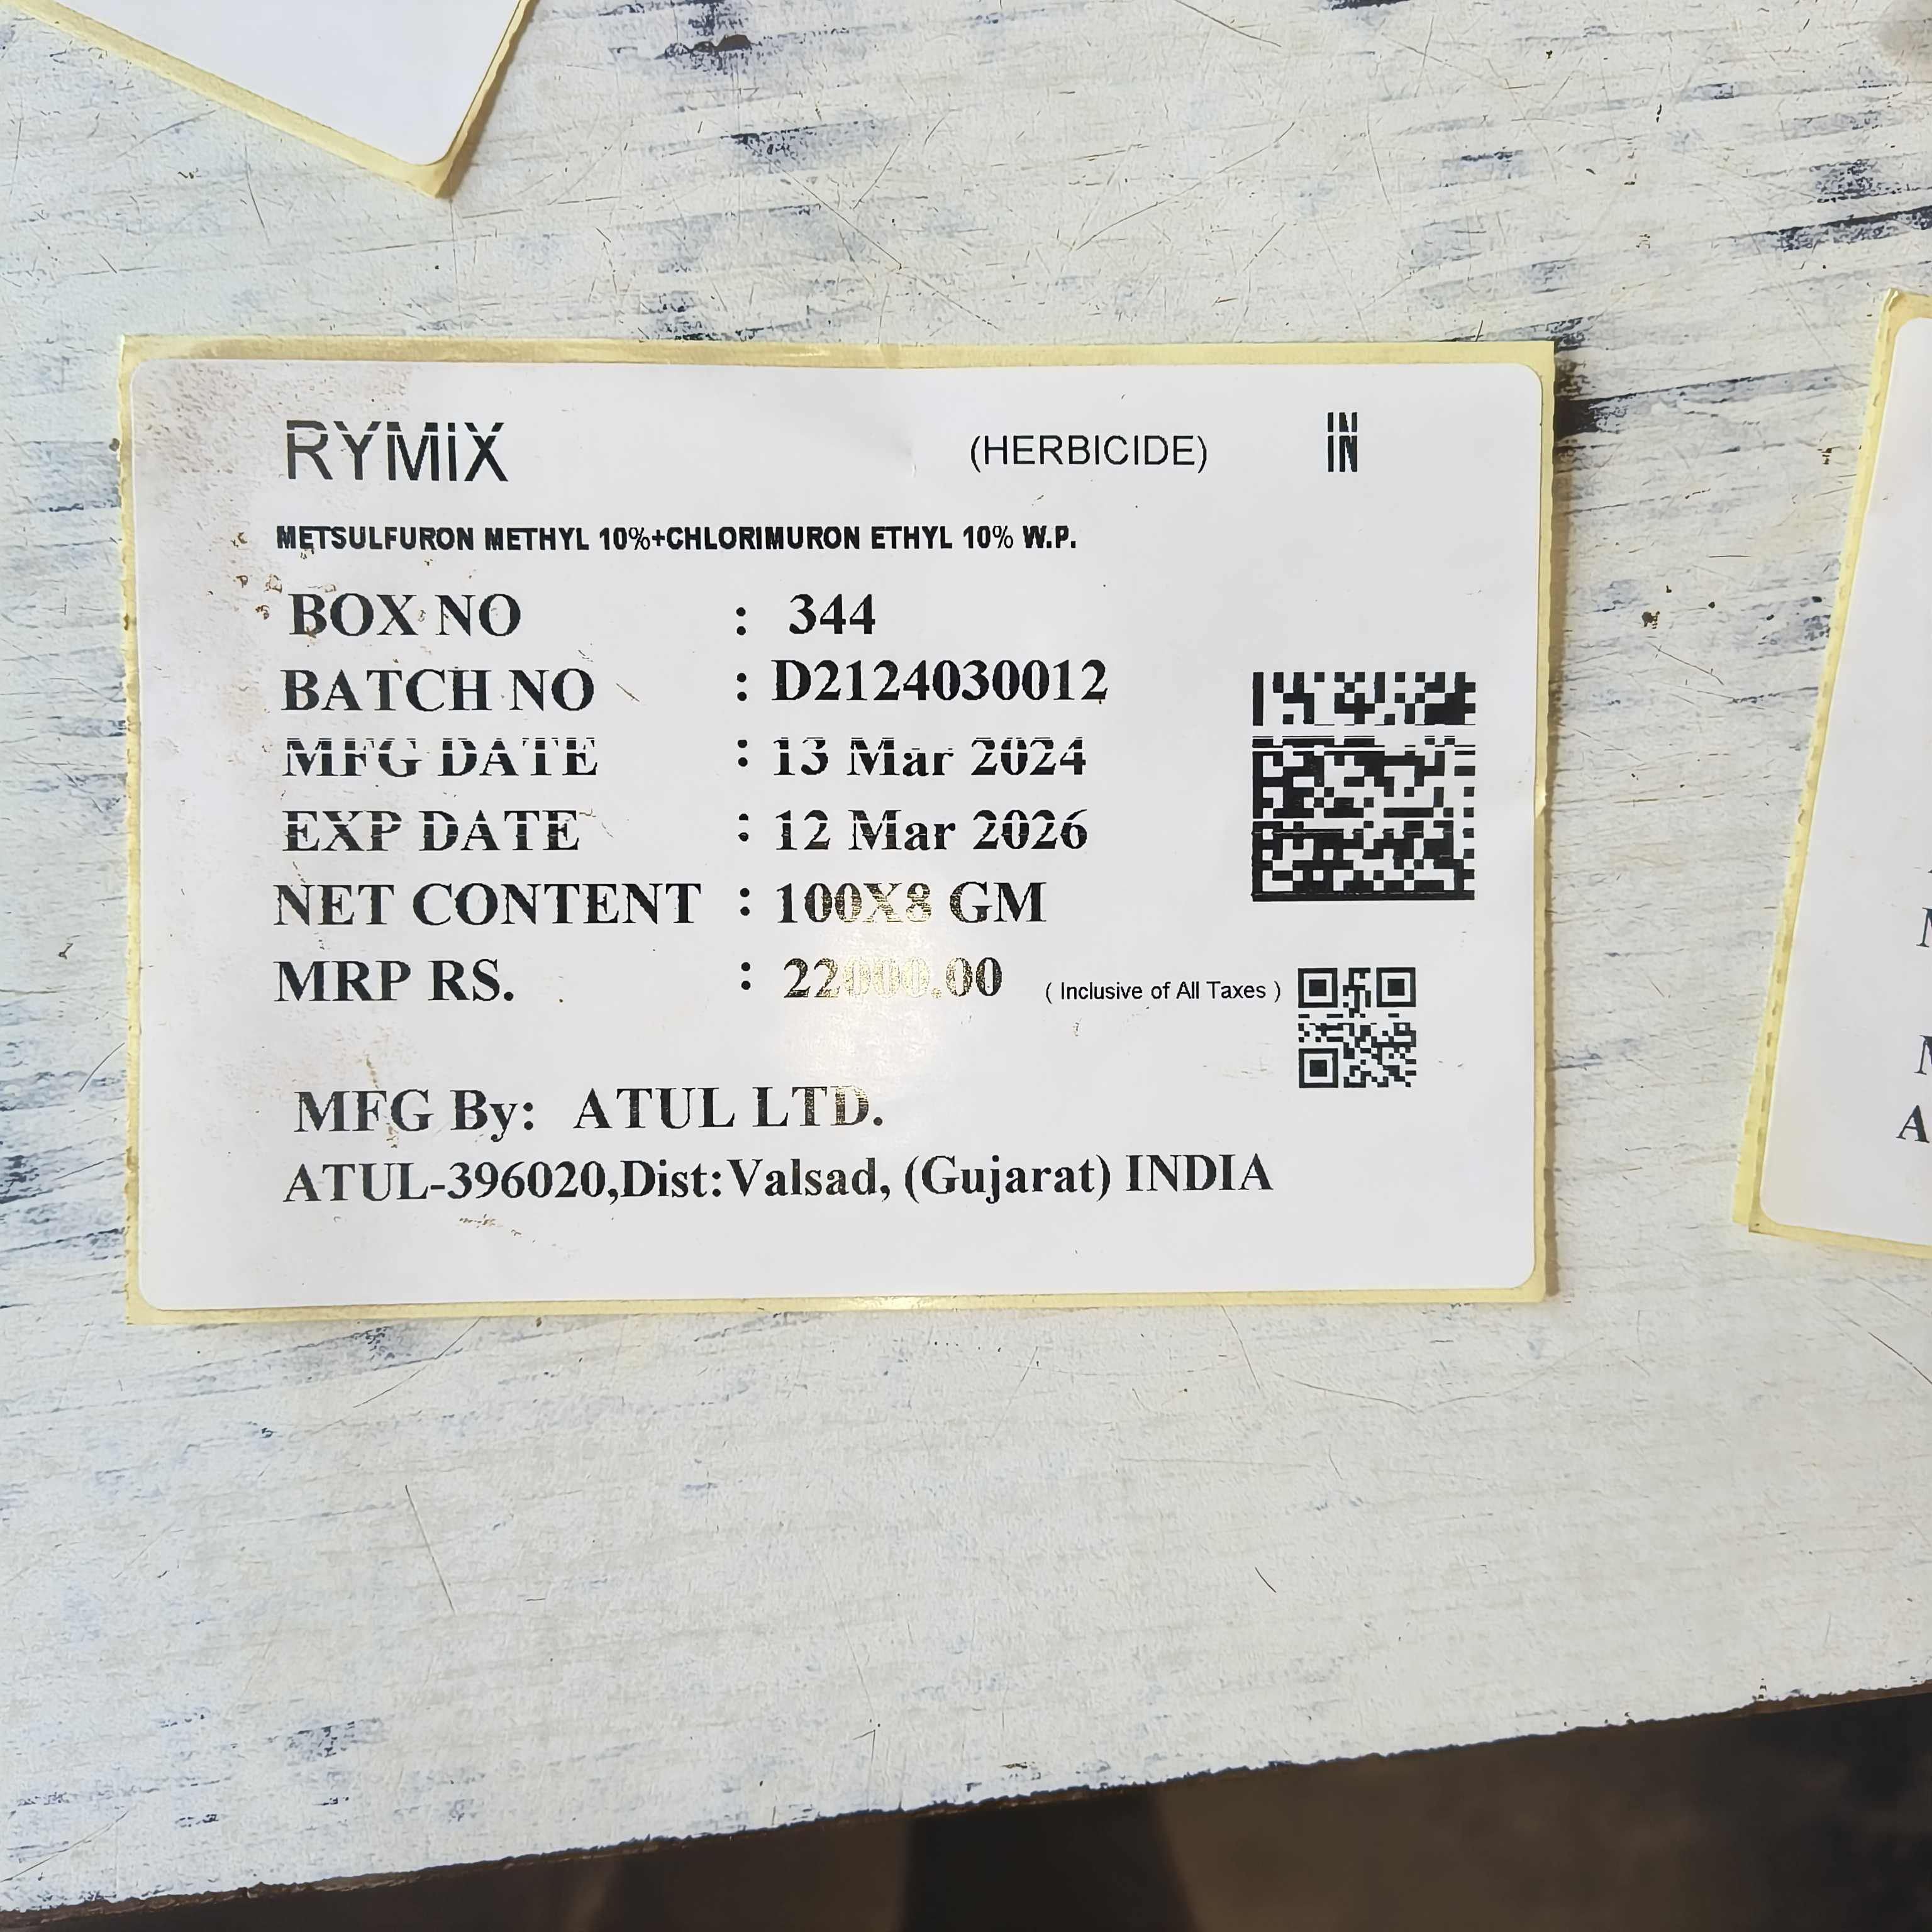 RYMIX (HERBICIDE) IN
METSULFURON METHYL 10%+CHLORIMURON ETHYL 10% W.P.
BOX NO : 344
BATCH NO : D2124030012
MFG DATE : 13 Mar 2024
EXP DATE : 12 Mar 2026
NET CONTENT : 100X8 GM
MRP RS. : 22000.00 ( Inclusive of All Taxes )
MFG By: ATUL LTD.
ATUL-396020,Dist:Valsad, (Gujarat) INDIA